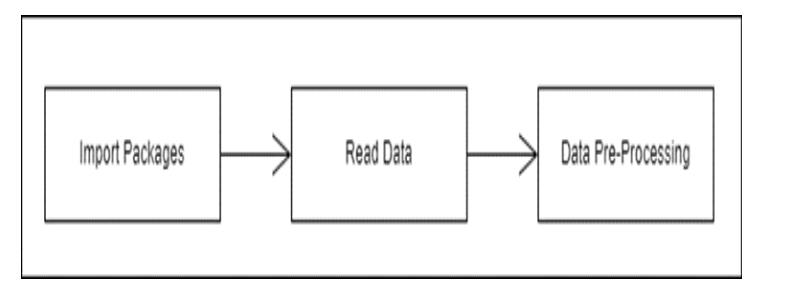 Import Packages
Read Data
Data Pre-Processing